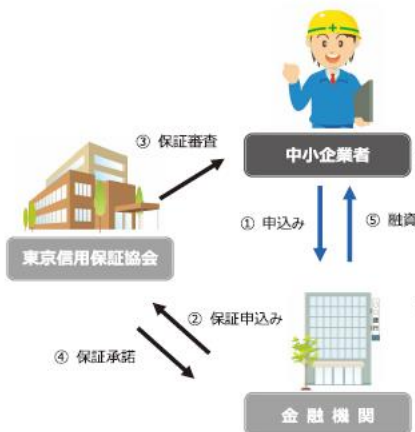 ③ 保証審査
中小企業者
① 申込み
⑤ 融資
東京信用保証協会
② 保証申込み
④ 保証承諾
銀行
金融機関